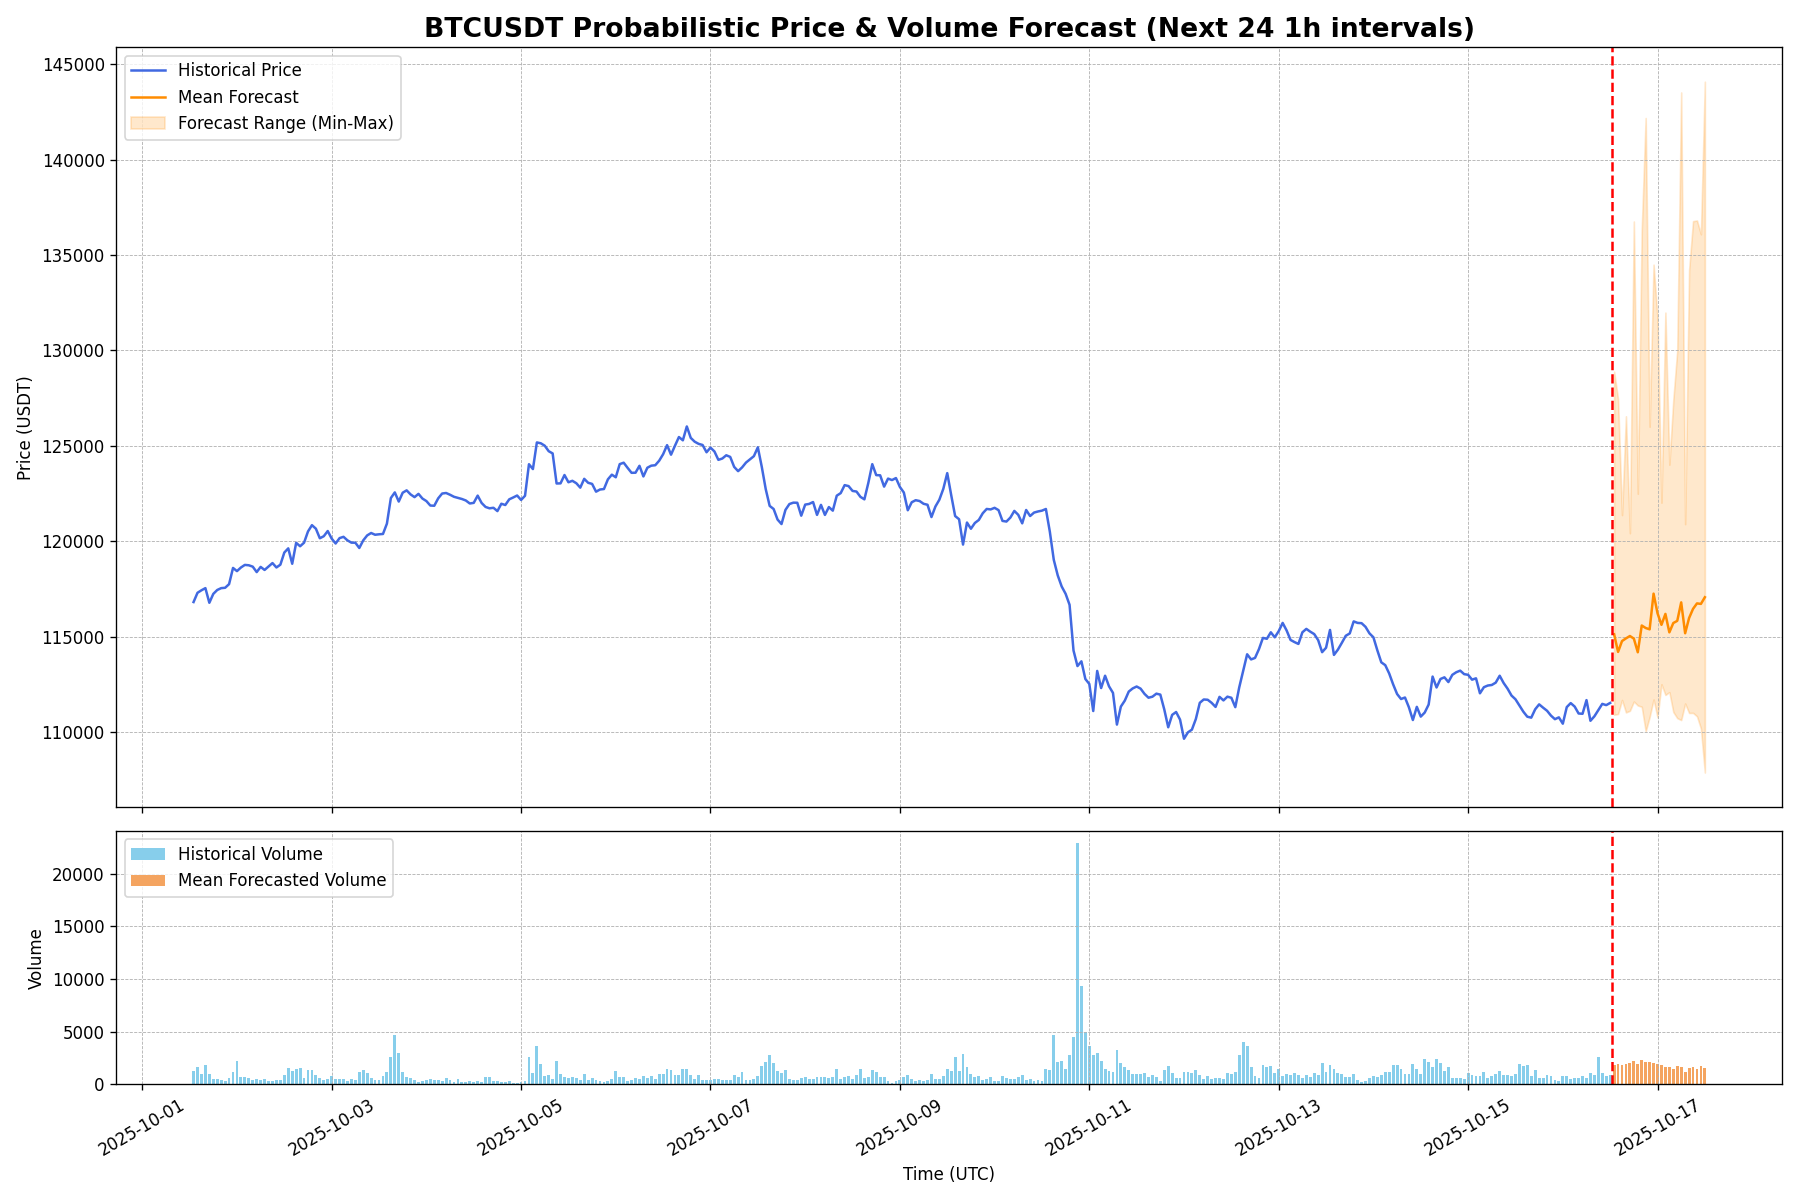 BTCUSDT Probabilistic Price & Volume Forecast (Next 24 1h intervals)
Historical Price
Mean Forecast
Forecast Range (Min-Max)
Price (USDT)
145000
140000
135000
130000
125000
120000
115000
110000
Historical Volume
Mean Forecasted Volume
Volume
20000
15000
10000
5000
0
2025-10-01
2025-10-03
2025-10-05
2025-10-07
2025-10-09
2025-10-11
2025-10-13
2025-10-15
2025-10-17
Time (UTC)